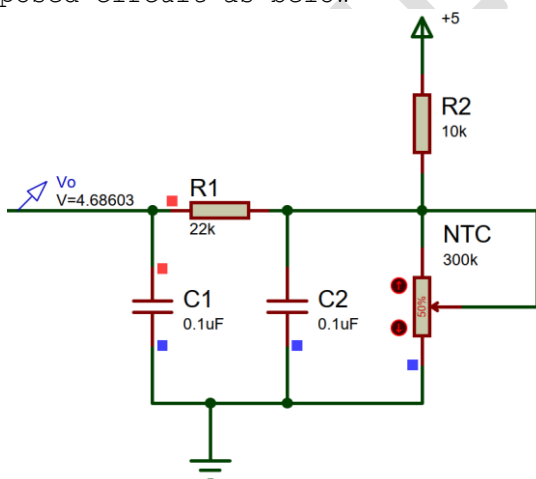 posed circuit as below
+5
R2
10k
Vo
V=4.68603
R1
22k
NTC
300k
50%
C1
0.1uF
C2
0.1uF